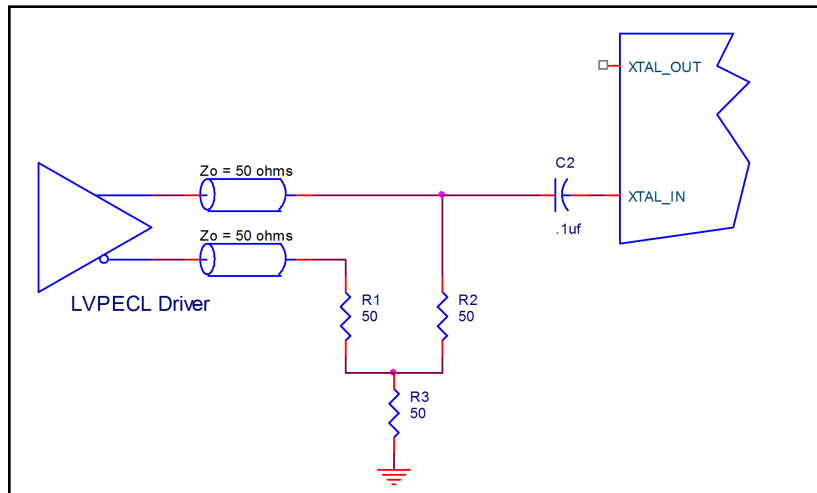 XTAL_OUT
Zo = 50 ohms
C2
XTAL_IN
.1uf
Zo = 50 ohms
LVPECL Driver
R1
50
R2
50
R3
50